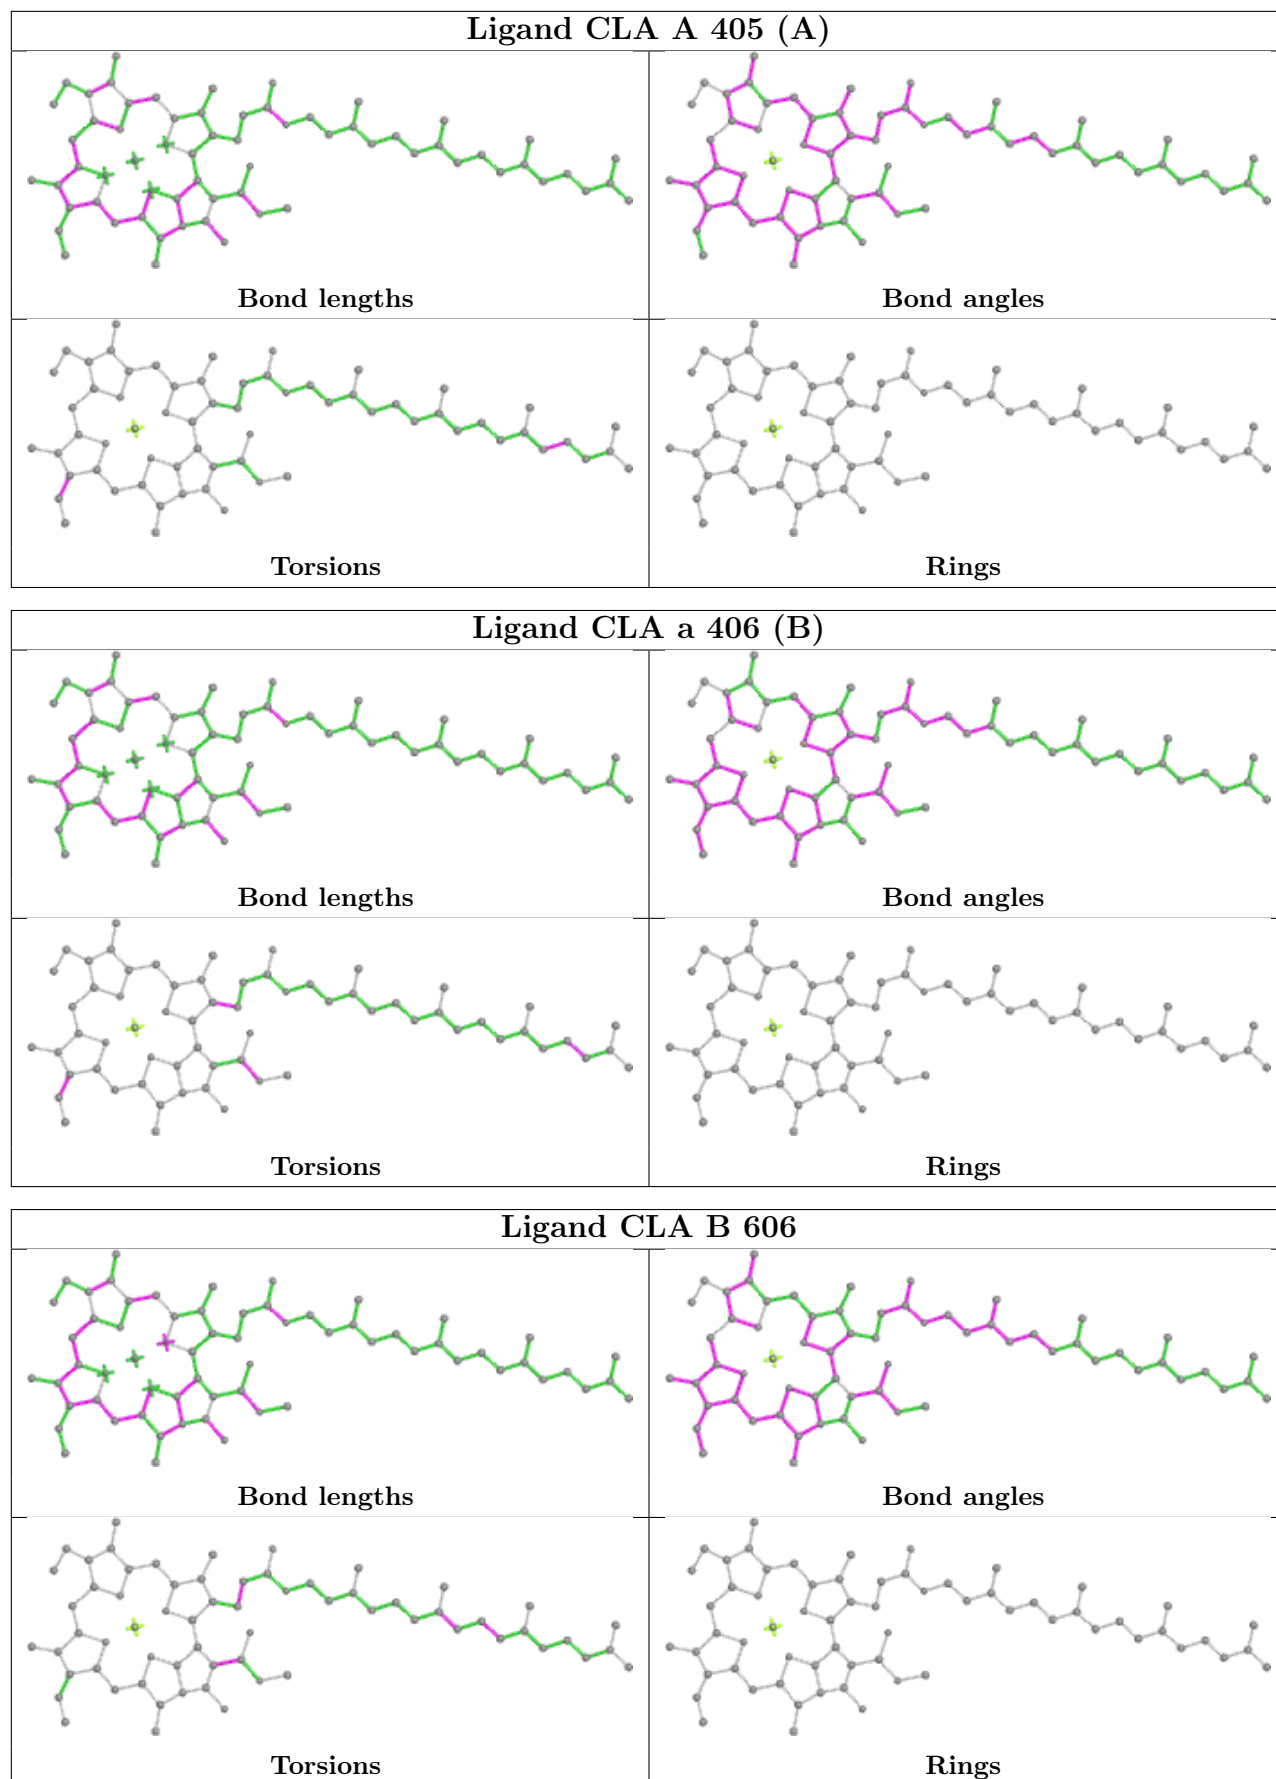 Ligand CLA A 405 (A)
Bond lengths
Bond angles
Torsions
Rings
Ligand CLA a 406 (B)
Bond lengths
Bond angles
Torsions
Rings
Ligand CLA B 606
Bond lengths
Bond angles
Torsions
Rings